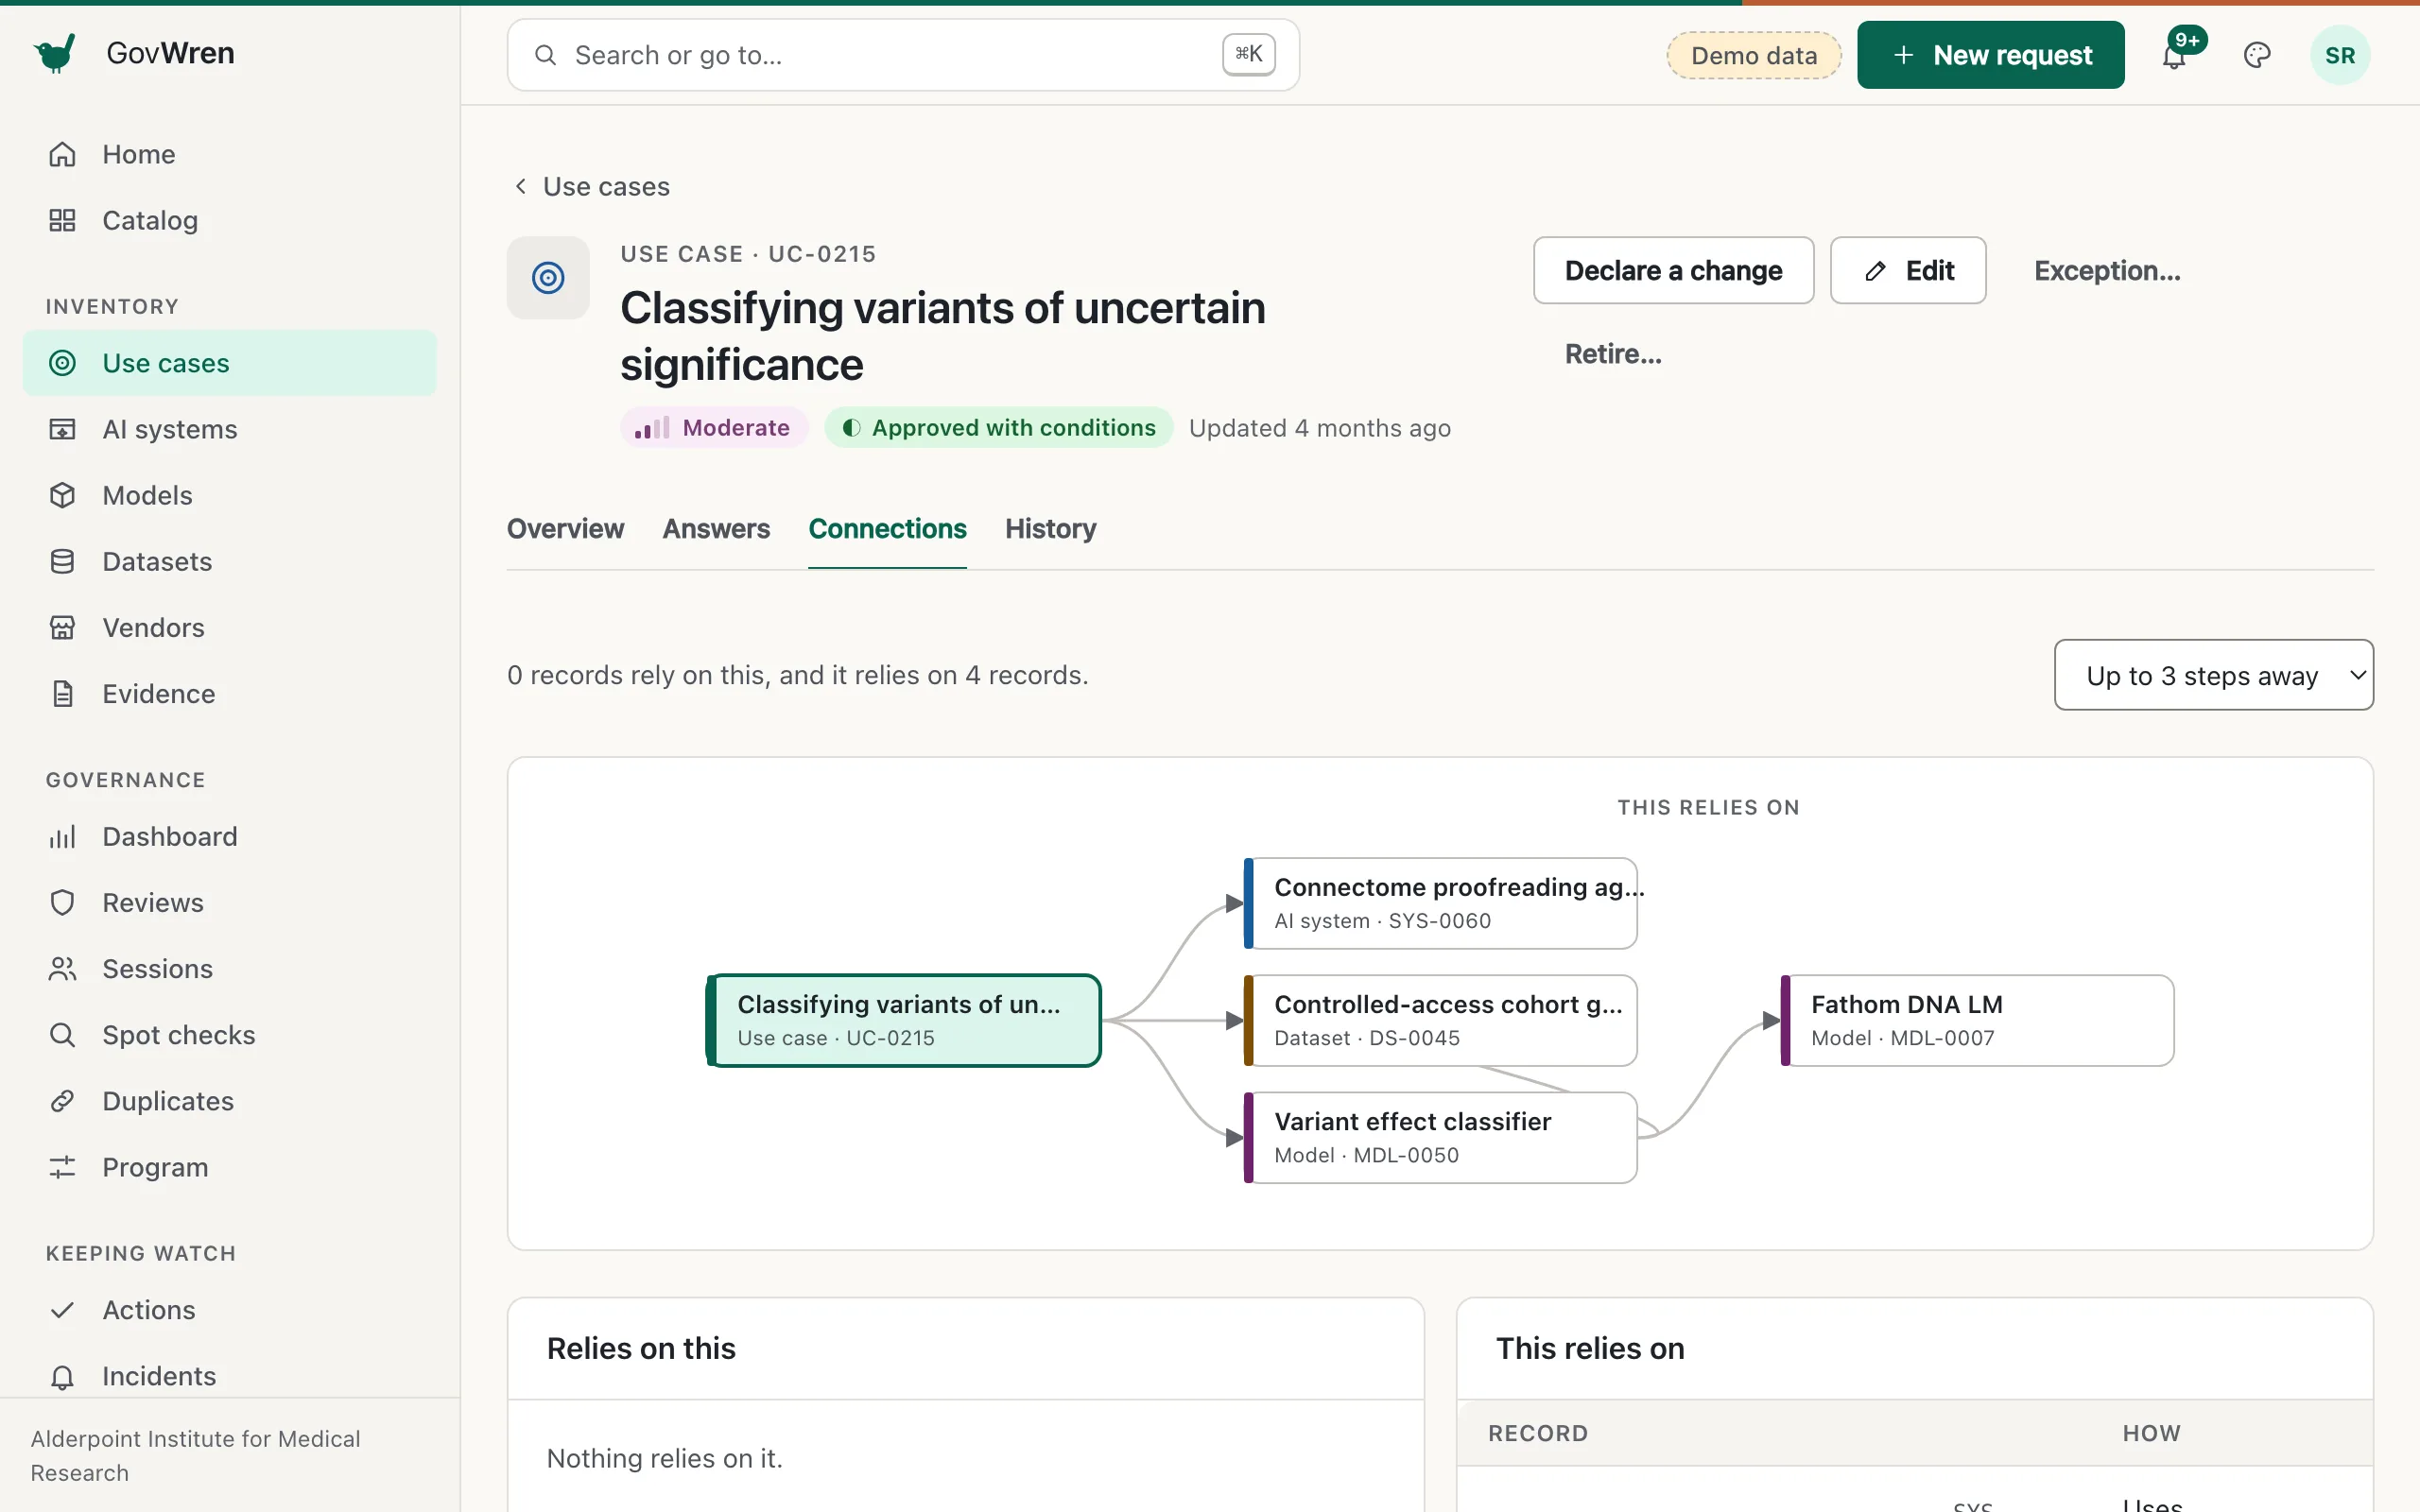 GovWren
Search or go to...
⌘K
Demo data
New request
9+
SR
Home
Catalog
INVENTORY
Use cases
AI systems
Models
Datasets
Vendors
Evidence
GOVERNANCE
Dashboard
Reviews
Sessions
Spot checks
Duplicates
Program
KEEPING WATCH
Actions
Incidents
Alderpoint Institute for Medical
Research
Use cases
USE CASE · UC-0215
Classifying variants of uncertain
significance
Moderate
Approved with conditions
Updated 4 months ago
Declare a change
Edit
Exception...
Retire...
Overview
Answers
Connections
History
0 records rely on this, and it relies on 4 records.
Up to 3 steps away
THIS RELIES ON
Classifying variants of un...
Use case · UC-0215
Connectome proofreading ag...
AI system · SYS-0060
Controlled-access cohort g...
Dataset · DS-0045
Variant effect classifier
Model · MDL-0050
Fathom DNA LM
Model · MDL-0007
Relies on this
Nothing relies on it.
This relies on
RECORD
HOW
SYS
Uses